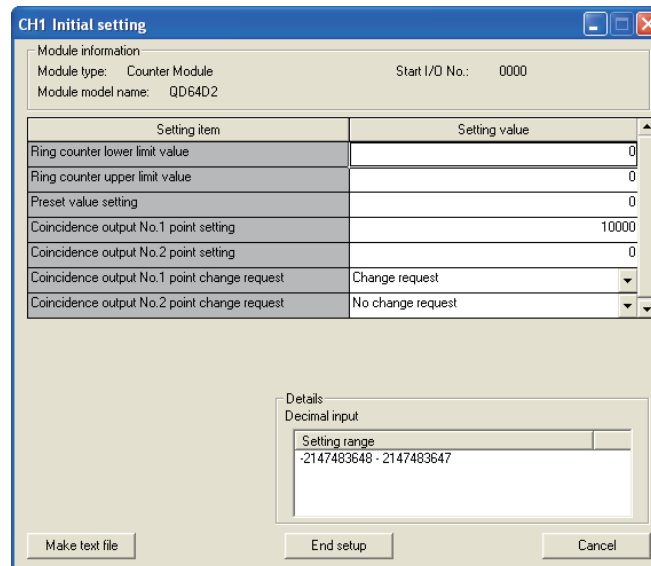 CH1 Initial setting
Module information
Module type: Counter Module Start I/O No.: 0000
Module model name: QD64D2
Setting item Setting value
Ring counter lower limit value 0
Ring counter upper limit value 0
Preset value setting 0
Coincidence output No.1 point setting 10000
Coincidence output No.2 point setting 0
Coincidence output No.1 point change request Change request
Coincidence output No.2 point change request No change request
Details
Decimal input
Setting range
-2147483648 - 2147483647
Make text file End setup Cancel